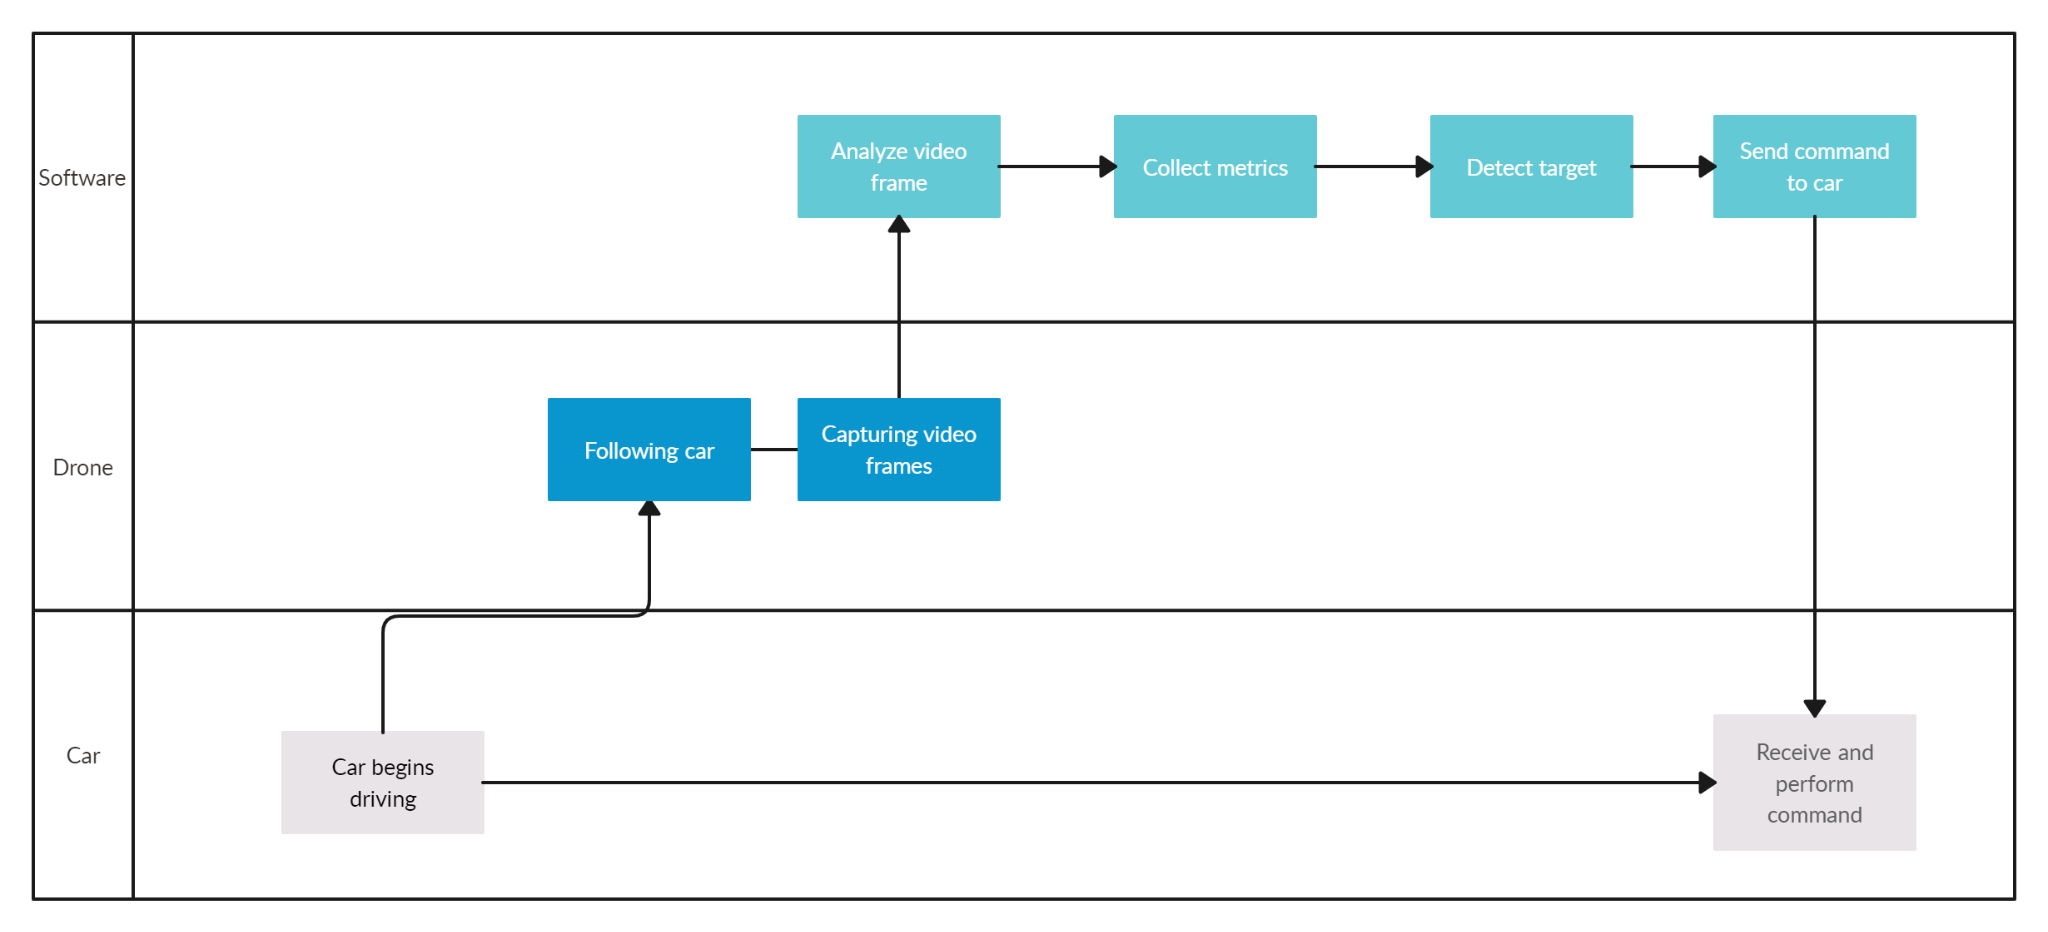 Software
Analyze video
frame
Collect metrics
Detect target
Send command
to car
Drone
Following car
Capturing video
frames
Car
Car begins
driving
Receive and
perform
command